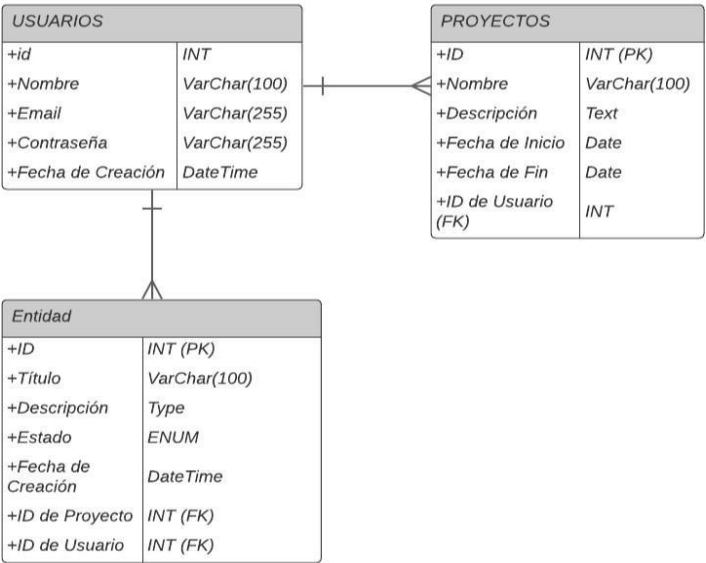 USUARIOS
+id INT
+Nombre VarChar(100)
+Email VarChar(255)
+Contraseña VarChar(255)
+Fecha de Creación DateTime
PROYECTOS
+ID INT (PK)
+Nombre VarChar(100)
+Descripción Text
+Fecha de Inicio Date
+Fecha de Fin Date
+ID de Usuario
(FK) INT
Entidad
+ID INT (PK)
+Título VarChar(100)
+Descripción Type
+Estado ENUM
+Fecha de
Creación DateTime
+ID de Proyecto INT (FK)
+ID de Usuario INT (FK)